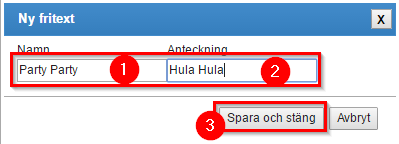 Ny fritext X
Namn Anteckning
Party Party 1 Hula Hula 2
3 Spara och stäng Avbryt